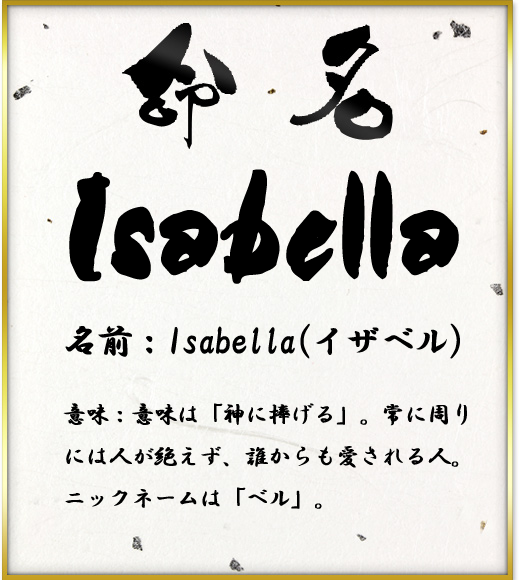 命名
Isabella
名前：Isabella(イザベル)
意味：意味は「神に捧げる」。常に周り
には人が絶えず、誰からも愛される人。
ニックネームは「ベル」。